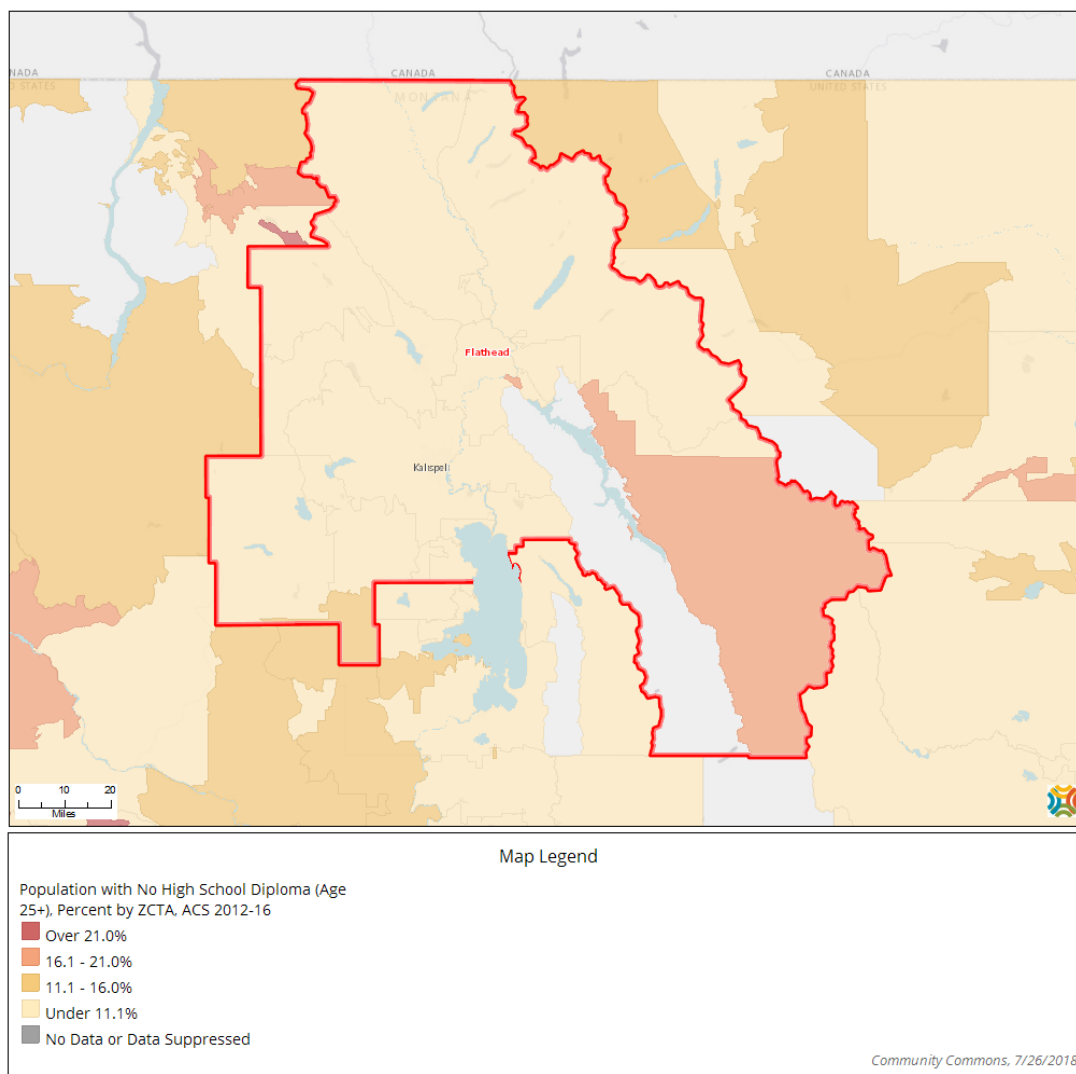 NADA
D STATES
CANADA
MONTANA
CANADA
UNITED STATES
Flathead
Kalispell
0 10 20
Miles
Map Legend
Population with No High School Diploma (Age
25+), Percent by ZCTA, ACS 2012-16
Over 21.0%
16.1 - 21.0%
11.1 - 16.0%
Under 11.1%
No Data or Data Suppressed
Community Commons, 7/26/2018